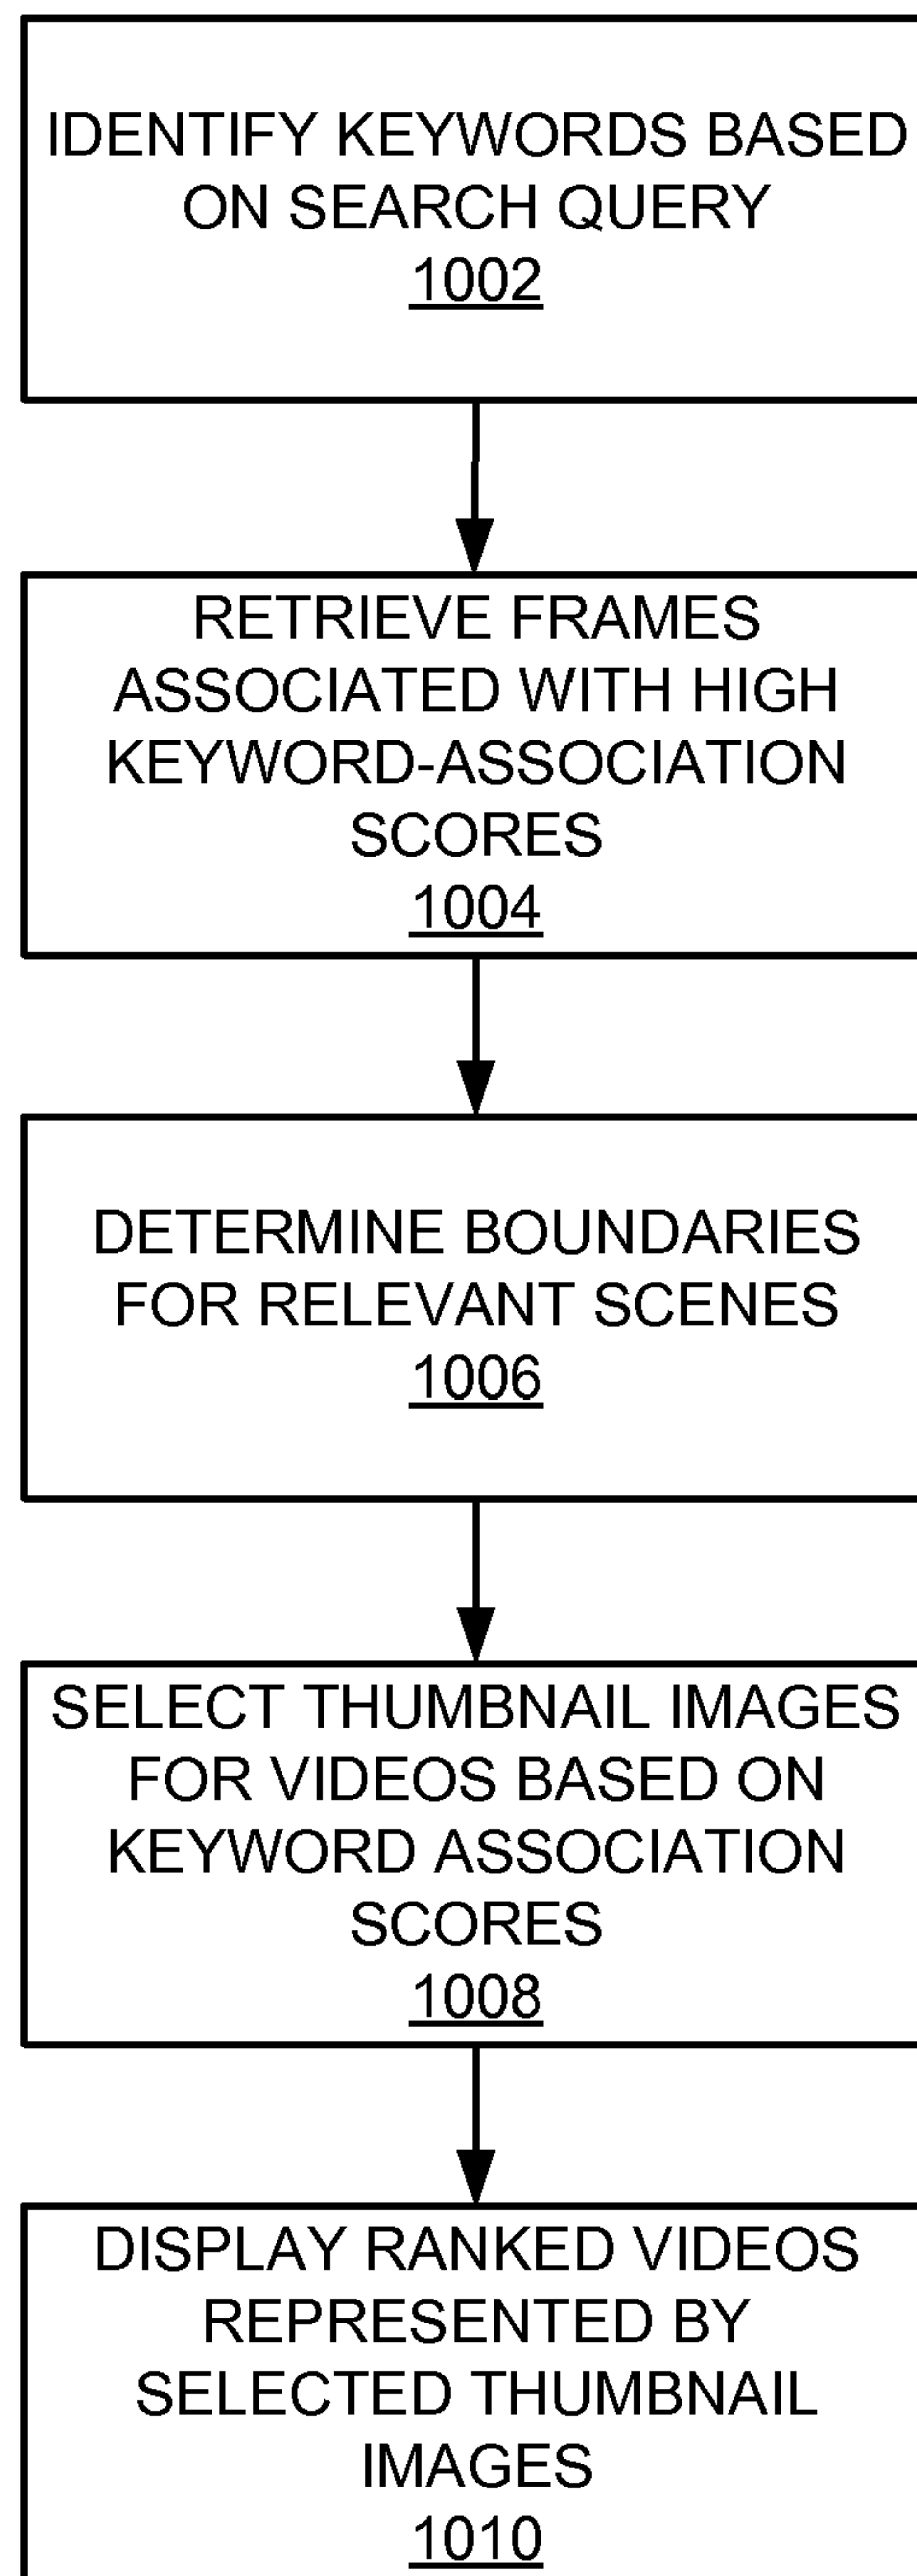 IDENTIFY KEYWORDS BASED
ON SEARCH QUERY
1002
RETRIEVE FRAMES
ASSOCIATED WITH HIGH
KEYWORD-ASSOCIATION
SCORES
1004
DETERMINE BOUNDARIES
FOR RELEVANT SCENES
1006
SELECT THUMBNAIL IMAGES
FOR VIDEOS BASED ON
KEYWORD ASSOCIATION
SCORES
1008
DISPLAY RANKED VIDEOS
REPRESENTED BY
SELECTED THUMBNAIL
IMAGES
1010